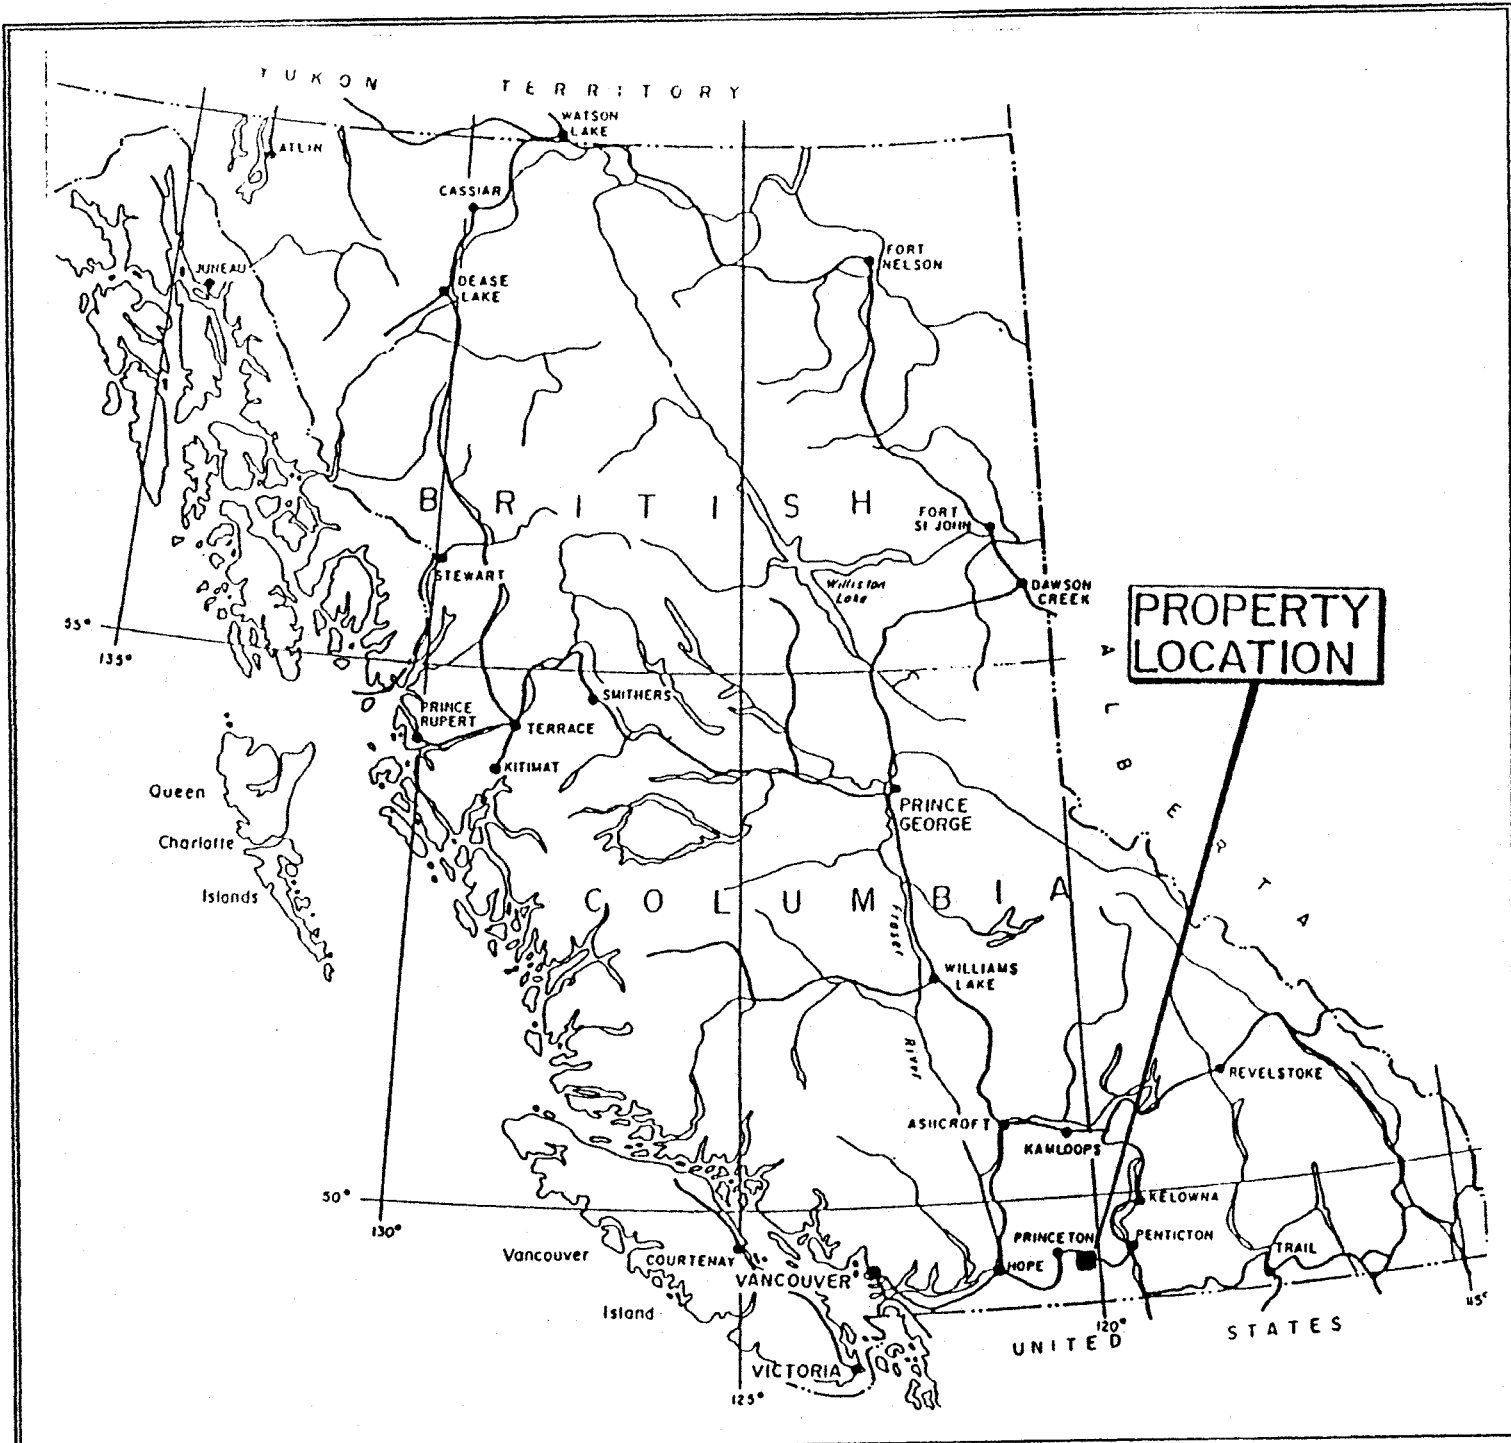 YUKON TERRITORY
WATSON
LAKE
ATLIN
CASSIAR
FORT
NELSON
JUNEAU
DEASE
LAKE
BRITISH
FORT
ST JOHN
STEWART
Williston
Lake
DAWSON
CREEK
PROPERTY
LOCATION
55°
135°
ALBERTA
SMITHERS
PRINCE
RUPERT
TERRACE
KITIMAT
Queen
Charlotte
Islands
PRINCE
GEORGE
COLUMBIA
Fraser
River
WILLIAMS
LAKE
REVELSTOKE
ASHCROFT
KAMLOOPS
50°
130°
KELOWNA
PRINCETON
PENTICTON
TRAIL
HOPE
Vancouver
Island
COURTENAY
VANCOUVER
VICTORIA
125°
120°
115°
UNITED STATES